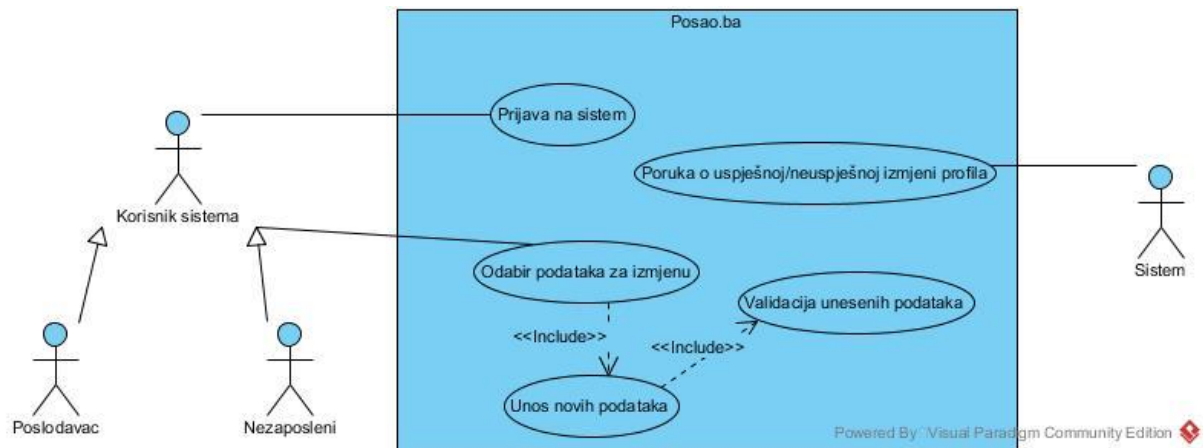 Posao.ba
Prijava na sistem
Poruka o uspješnoj/neuspješnoj izmjeni profila
Korisnik sistema
Sistem
Odabir podataka za izmjenu
Validacija unesenih podataka
<<Include>>
<<Include>>
Unos novih podataka
Poslodavac
Nezaposleni
Powered By Visual Paradigm Community Edition